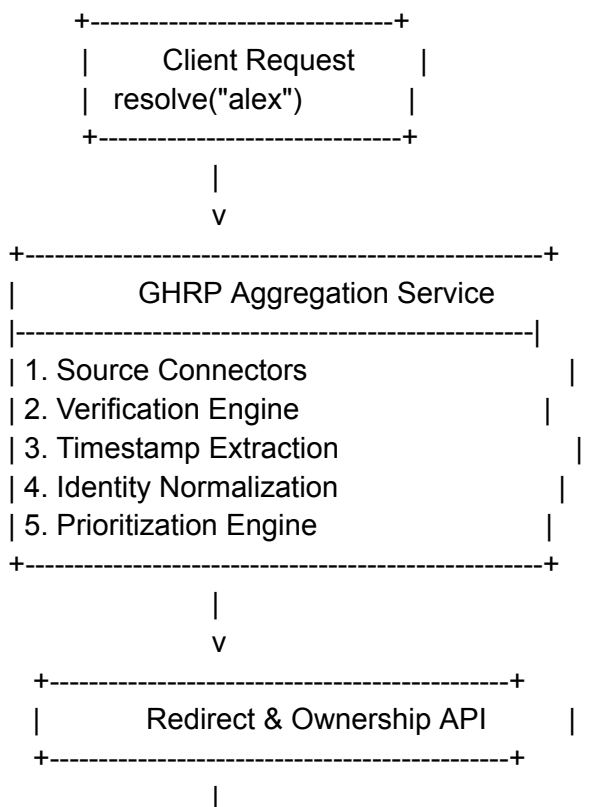 +-------------------------------+
|       Client Request       |
|   resolve("alex")            |
+-------------------------------+
|
v
+-----------------------------------------------------+
|             GHRP Aggregation Service
|-----------------------------------------------------|
| 1. Source Connectors                               |
| 2. Verification Engine                            |
| 3. Timestamp Extraction                            |
| 4. Identity Normalization                          |
| 5. Prioritization Engine                          |
+-----------------------------------------------------+
|
v
+-----------------------------------------------+
|             Redirect & Ownership API          |
+-----------------------------------------------+
|